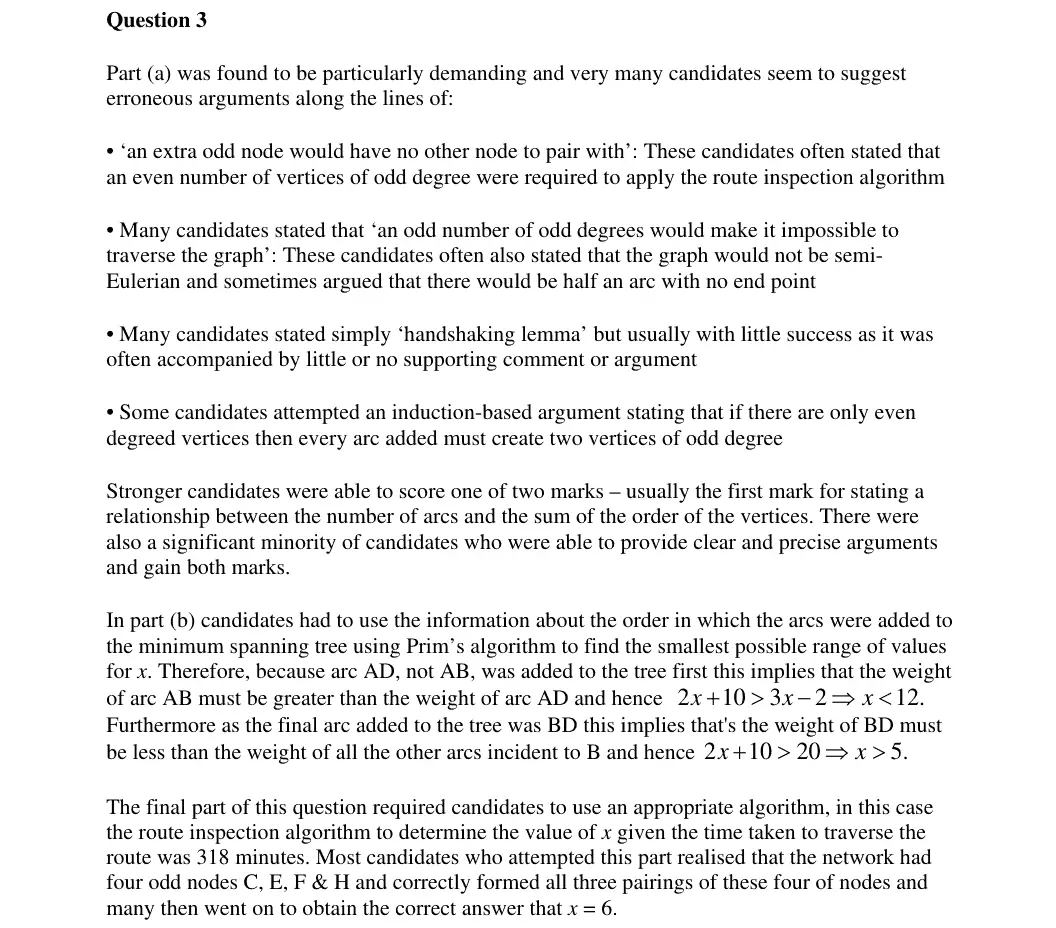 Question 3
Part (a) was found to be particularly demanding and very many candidates seem to suggest
erroneous arguments along the lines of:
• ‘an extra odd node would have no other node to pair with’: These candidates often stated that
an even number of vertices of odd degree were required to apply the route inspection algorithm
• Many candidates stated that ‘an odd number of odd degrees would make it impossible to
traverse the graph’: These candidates often also stated that the graph would not be semi-
Eulerian and sometimes argued that there would be half an arc with no end point
• Many candidates stated simply ‘handshaking lemma’ but usually with little success as it was
often accompanied by little or no supporting comment or argument
• Some candidates attempted an induction-based argument stating that if there are only even
degreed vertices then every arc added must create two vertices of odd degree
Stronger candidates were able to score one of two marks – usually the first mark for stating a
relationship between the number of arcs and the sum of the order of the vertices. There were
also a significant minority of candidates who were able to provide clear and precise arguments
and gain both marks.
In part (b) candidates had to use the information about the order in which the arcs were added to
the minimum spanning tree using Prim’s algorithm to find the smallest possible range of values
for x. Therefore, because arc AD, not AB, was added to the tree first this implies that the weight
of arc AB must be greater than the weight of arc AD and hence 2x+10 > 3x−2 ⇒ x < 12.
Furthermore as the final arc added to the tree was BD this implies that's the weight of BD must
be less than the weight of all the other arcs incident to B and hence 2x+10 > 20 ⇒ x > 5.
The final part of this question required candidates to use an appropriate algorithm, in this case
the route inspection algorithm to determine the value of x given the time taken to traverse the
route was 318 minutes. Most candidates who attempted this part realised that the network had
four odd nodes C, E, F & H and correctly formed all three pairings of these four of nodes and
many then went on to obtain the correct answer that x = 6.